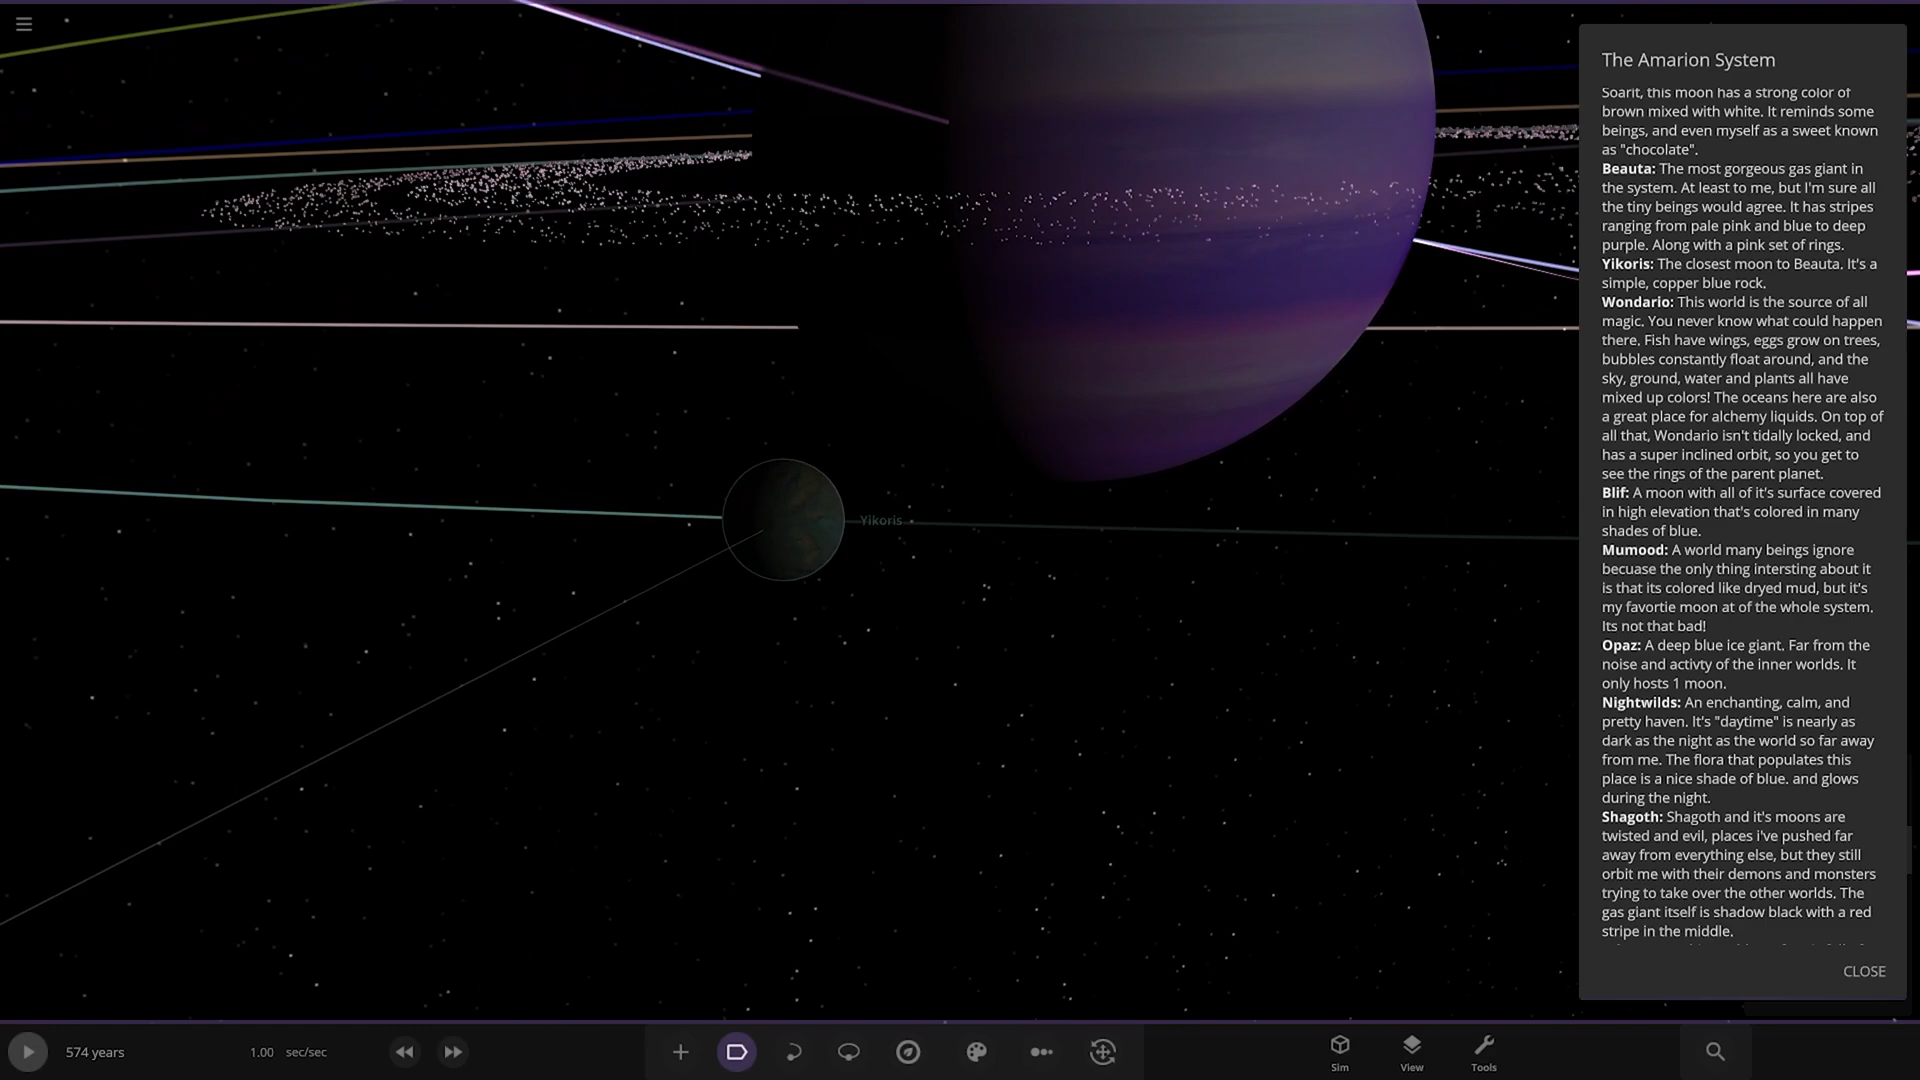 The Amarion System
Soarit, this moon has a strong color of
brown mixed with white. It reminds some
beings, and even myself as a sweet known
as "chocolate".
Beauta: The most gorgeous gas giant in
the system. At least to me, but I'm sure all
the tiny beings would agree. It has stripes
ranging from pale pink and blue to deep
purple. Along with a pink set of rings.
Yikoris: The closest moon to Beauta. It's a
simple, copper blue rock.
Wondario: This world is the source of all
magic. You never know what could happen
there. Fish have wings, eggs grow on trees,
bubbles constantly float around, and the
sky, ground, water and plants all have
mixed up colors! The oceans here are also
a great place for alchemy liquids. On top of
all that, Wondario isn't tidally locked, and
has a super inclined orbit, so you get to
see the rings of the parent planet.
Blif: A moon with all of it's surface covered
in high elevation that's colored in many
shades of blue.
Mumood: A world many beings ignore
becuase the only thing intersting about it
is that its colored like dryed mud, but it's
my favortie moon at of the whole system.
Its not that bad!
Opaz: A deep blue ice giant. Far from the
noise and activty of the inner worlds. It
only hosts 1 moon.
Nightwilds: An enchanting, calm, and
pretty haven. It's "daytime" is nearly as
dark as the night as the world so far away
from me. The flora that populates this
place is a nice shade of blue. and glows
during the night.
Shagoth: Shagoth and it's moons are
twisted and evil, places i've pushed far
away from everything else, but they still
orbit me with their demons and monsters
trying to take over the other worlds. The
gas giant itself is shadow black with a red
stripe in the middle.
CLOSE
Yikoris
574 years
1.00 sec/sec
Sim
View
Tools